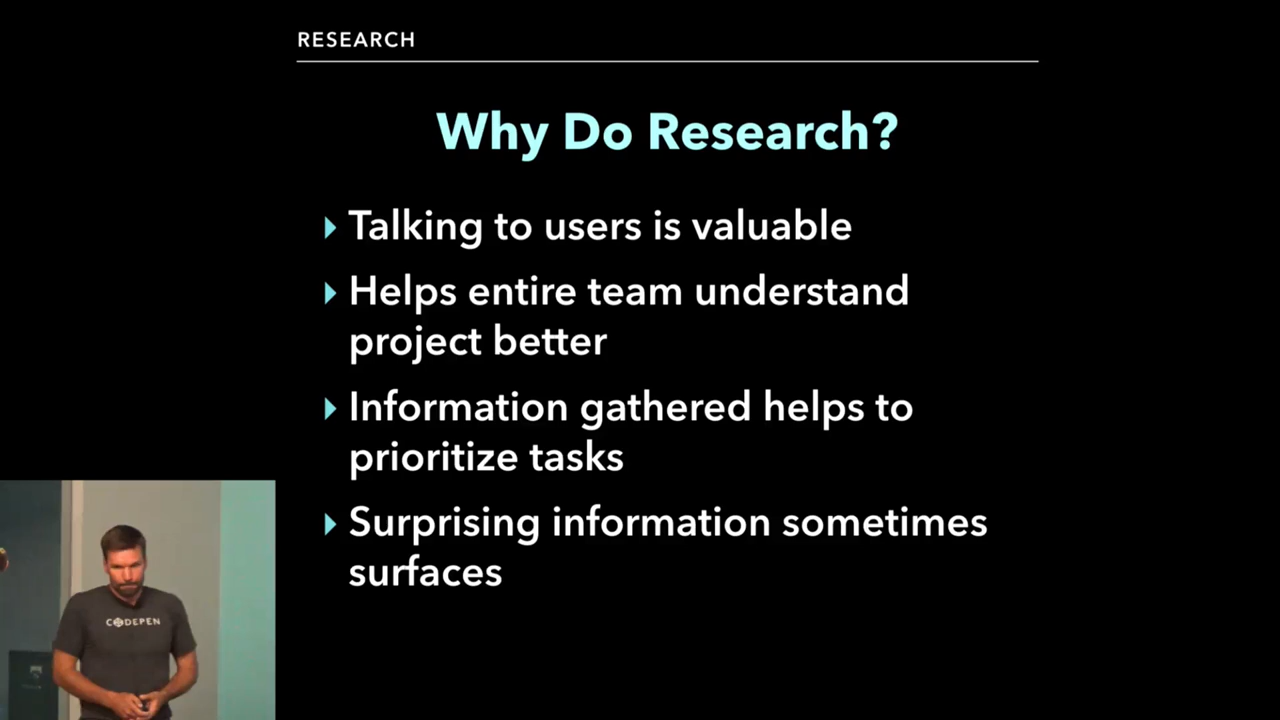 RESEARCH
Why Do Research?
Talking to users is valuable
Helps entire team understand
project better
Information gathered helps to
prioritize tasks
Surprising information sometimes
surfaces
CODEPEN